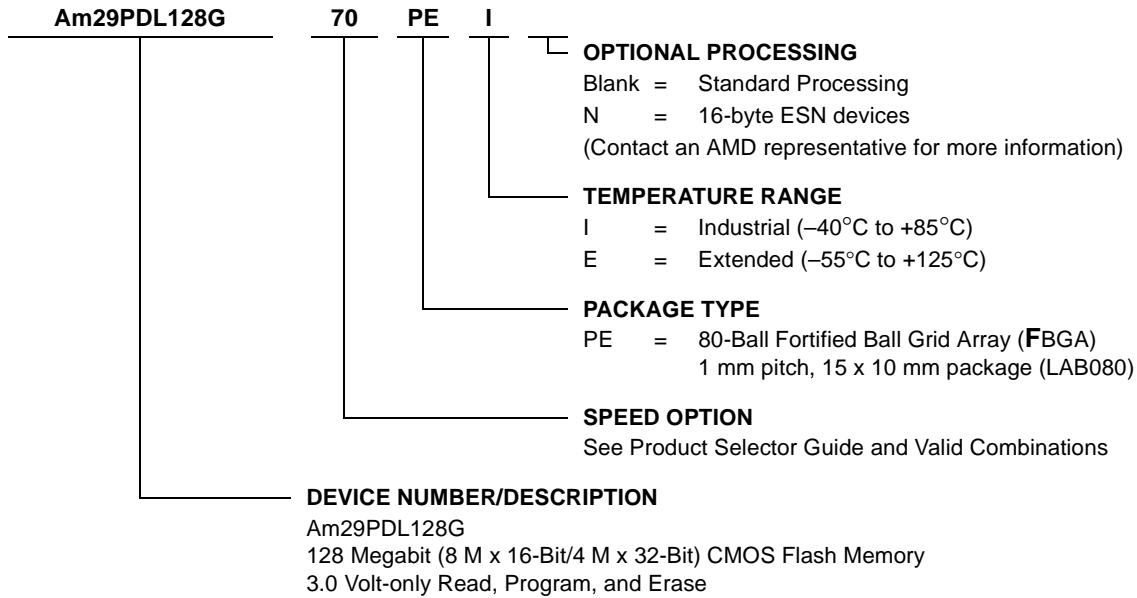 Am29PDL128G 70 PE I
OPTIONAL PROCESSING
Blank = Standard Processing
N = 16-byte ESN devices
(Contact an AMD representative for more information)
TEMPERATURE RANGE
I = Industrial (–40°C to +85°C)
E = Extended (–55°C to +125°C)
PACKAGE TYPE
PE = 80-Ball Fortified Ball Grid Array (FBGA)
1 mm pitch, 15 x 10 mm package (LAB080)
SPEED OPTION
See Product Selector Guide and Valid Combinations
DEVICE NUMBER/DESCRIPTION
Am29PDL128G
128 Megabit (8 M x 16-Bit/4 M x 32-Bit) CMOS Flash Memory
3.0 Volt-only Read, Program, and Erase